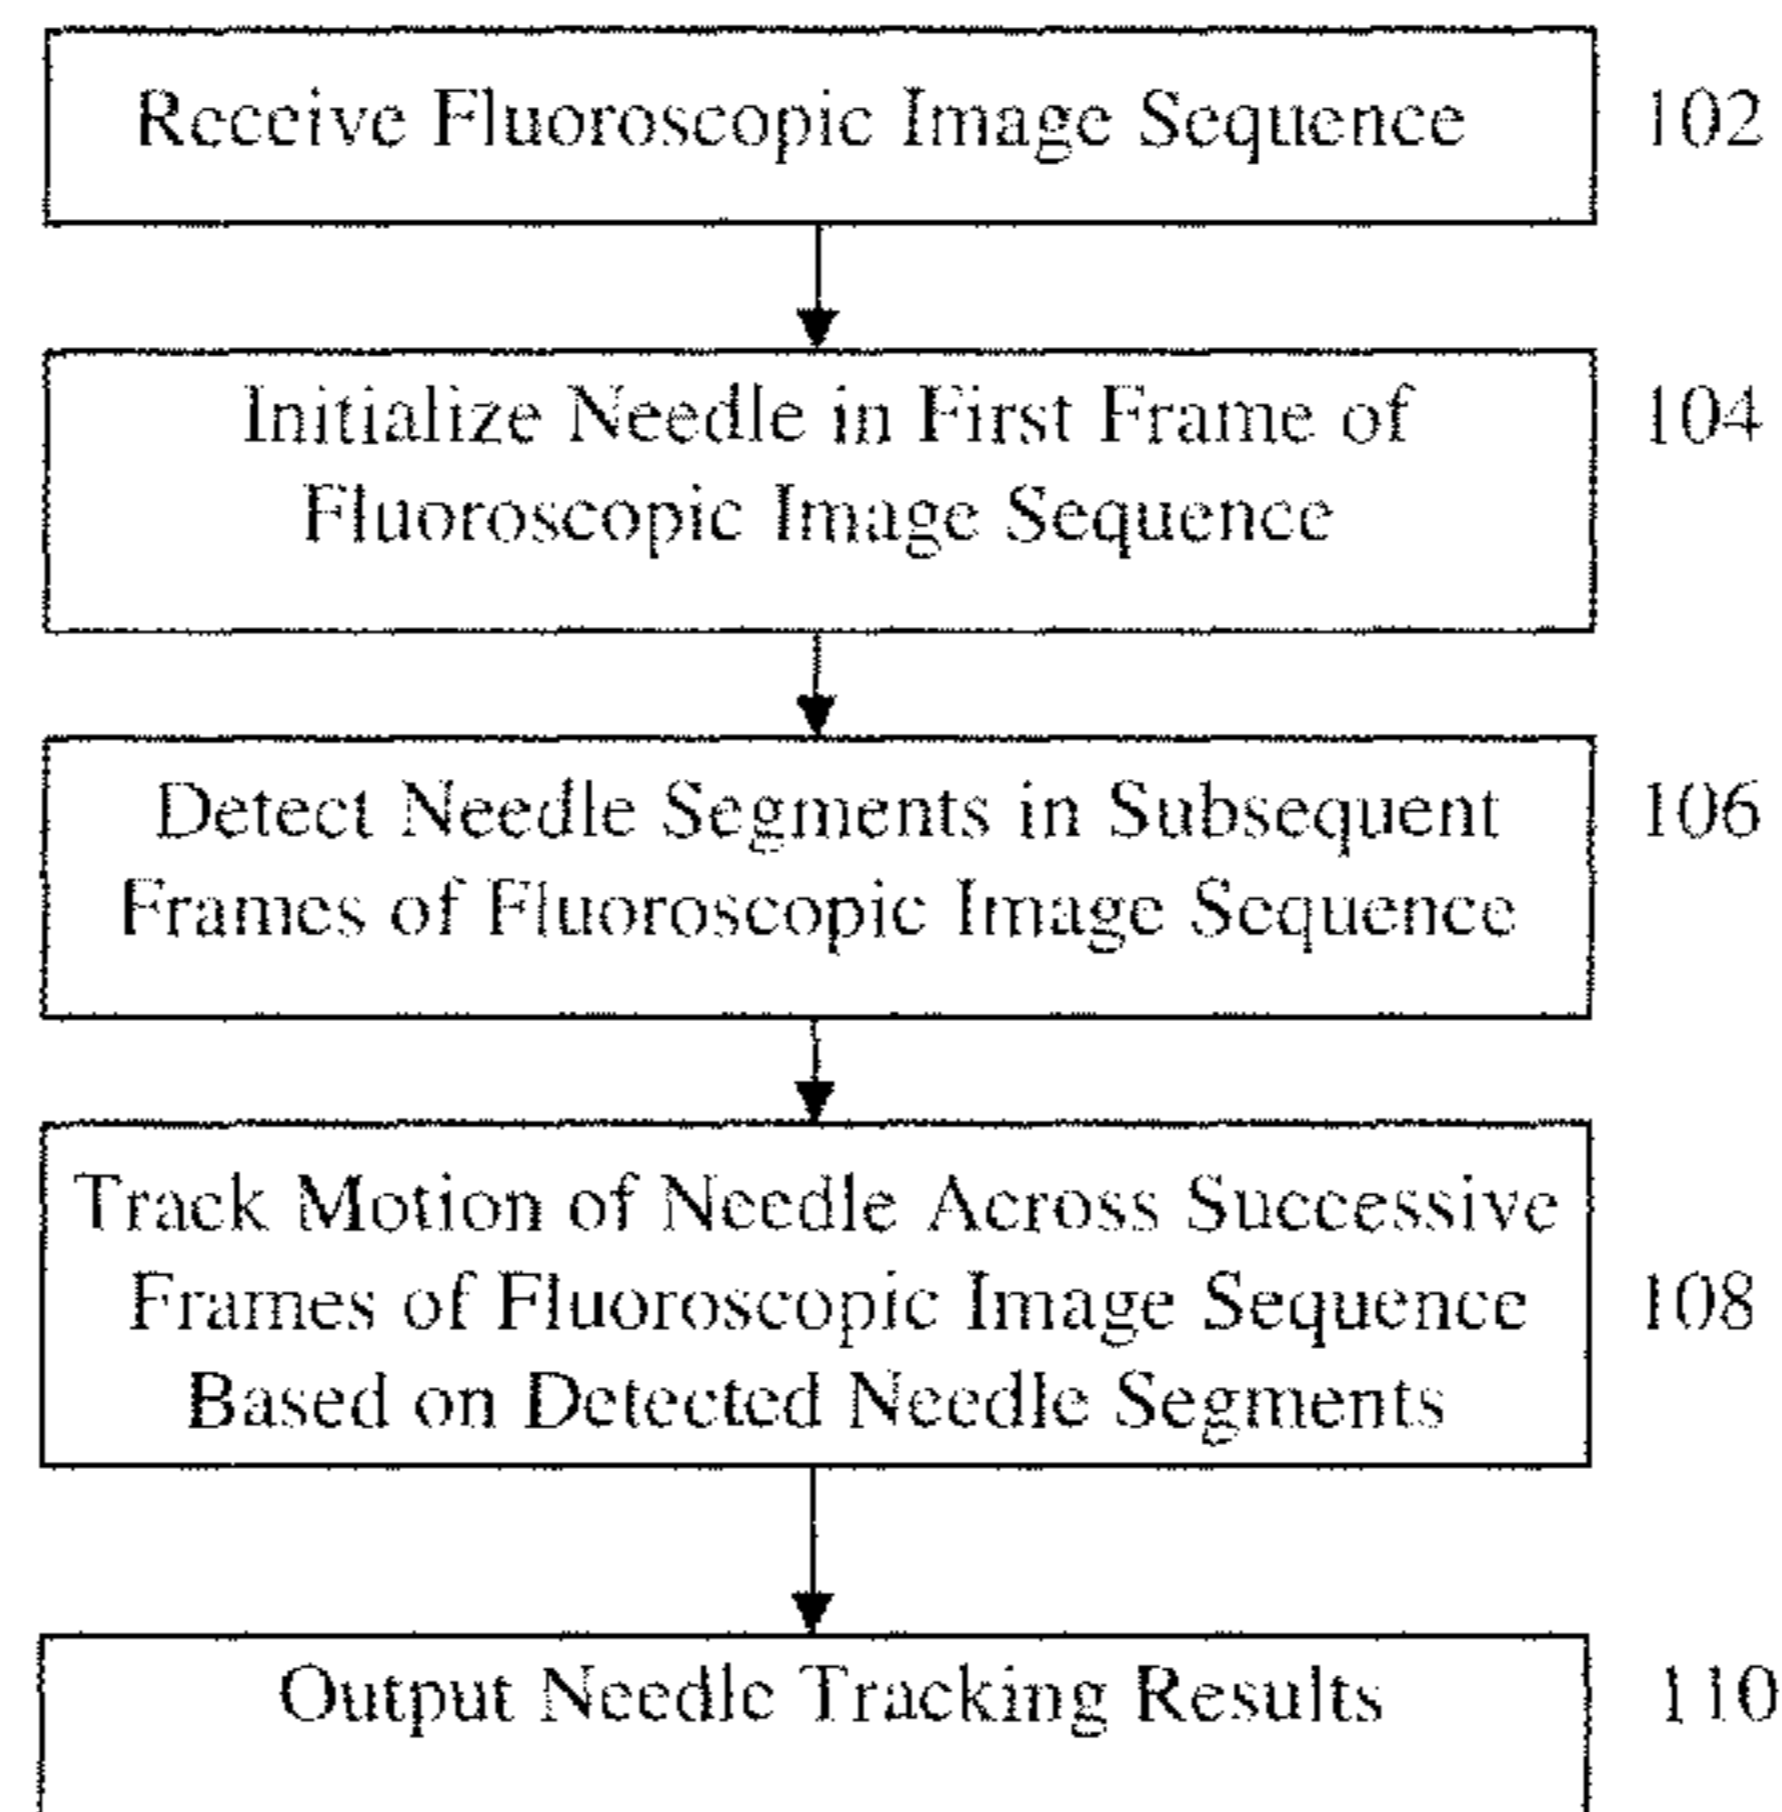 Receive Fluoroscopic Image Sequence 102
Initialize Needle in First Frame of 104
Fluoroscopic Image Sequence
Detect Needle Segments in Subsequent 106
Frames of Fluoroscopic Image Sequence
Track Motion of Needle Across Successive
Frames of Fluoroscopic Image Sequence 108
Based on Detected Needle Segments
Output Needle Tracking Results 110